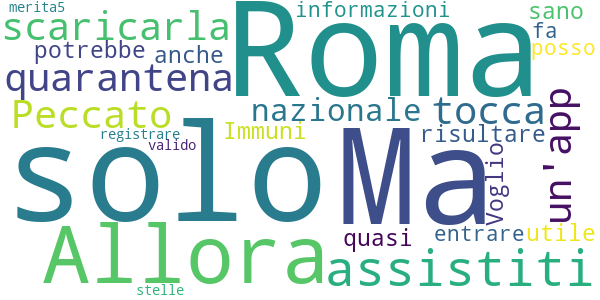 merita5
informazioni
sano
scaricarla
Roma
potrebbe
anche
fa
posso
quarantena
Peccato
nazionale
tocca
un'app
registrare
Immuni
risultare
valido
solo
Ma
Voglio
quasi
entrare
utile
Allora
assistiti
stelle